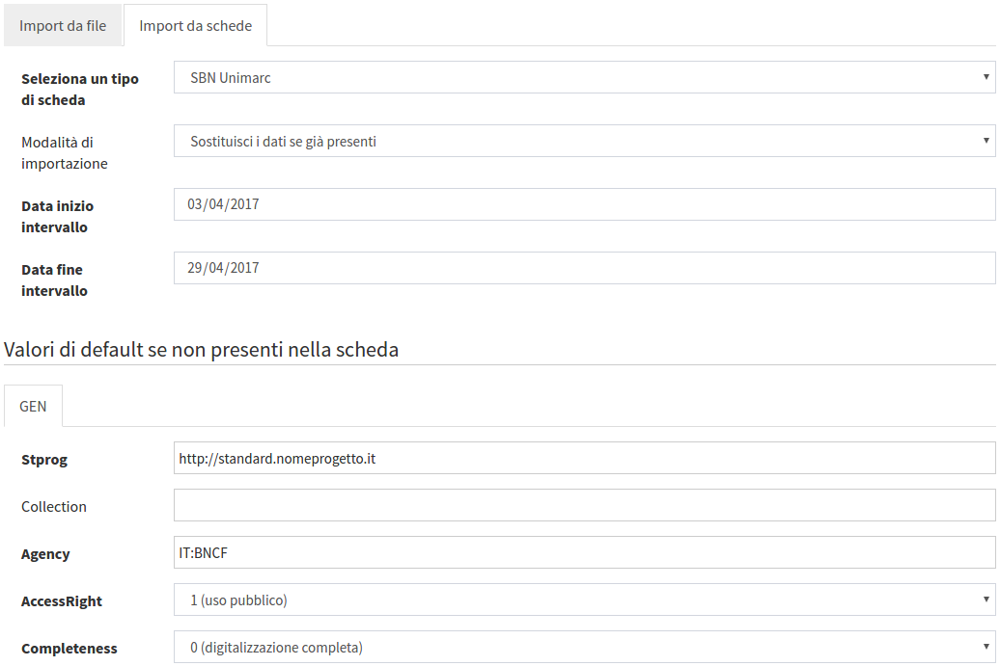 Import da file
Import da schede
Seleziona un tipo
di scheda
SBN Unimarc
Modalità di
importazione
Sostituisci i dati se già presenti
Data inizio
intervallo
03/04/2017
Data fine
intervallo
29/04/2017
Valori di default se non presenti nella scheda
GEN
Stprog
http://standard.nomeprogetto.it
Collection
Agency
IT:BNCF
AccessRight
1 (uso pubblico)
Completeness
0 (digitalizzazione completa)